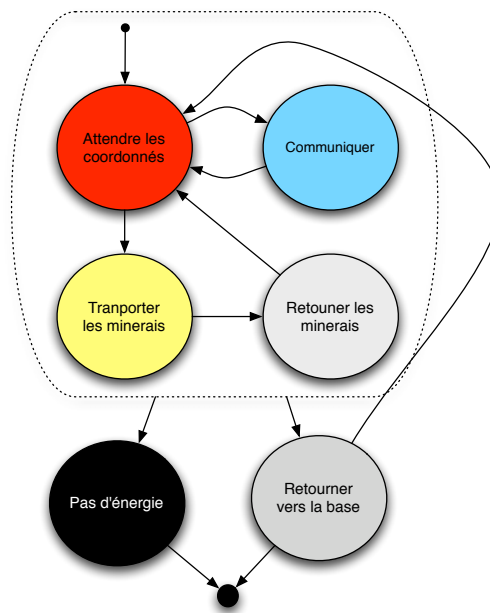 Attendre les
coordonnés
Communiquer
Tranporter
les minerais
Retouner les
minerais
Pas d'énergie
Retourner
vers la base